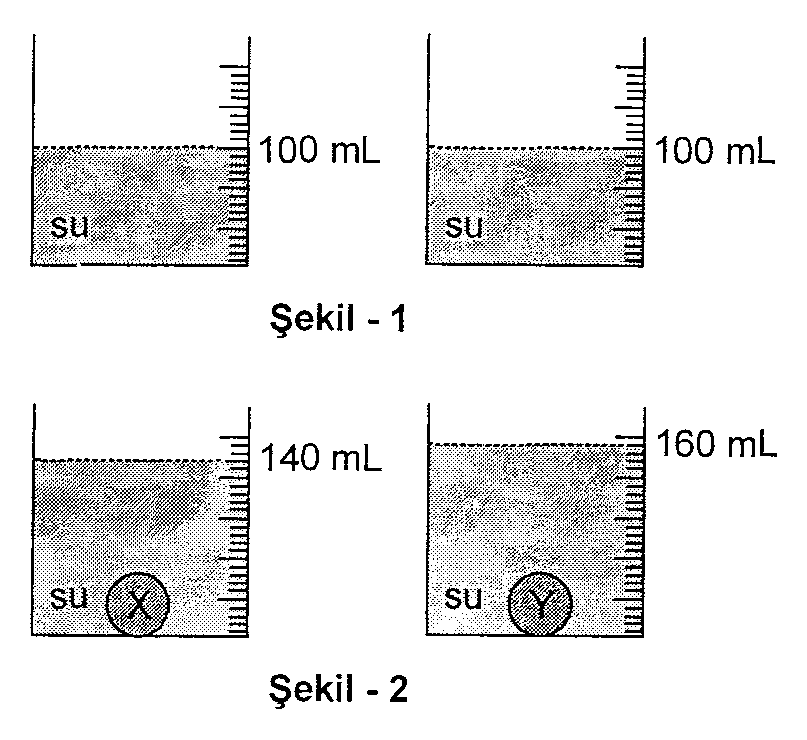 100 mL
100 mL
su
su
Şekil - 1
140 mL
160 mL
su
X
su
Y
Şekil - 2